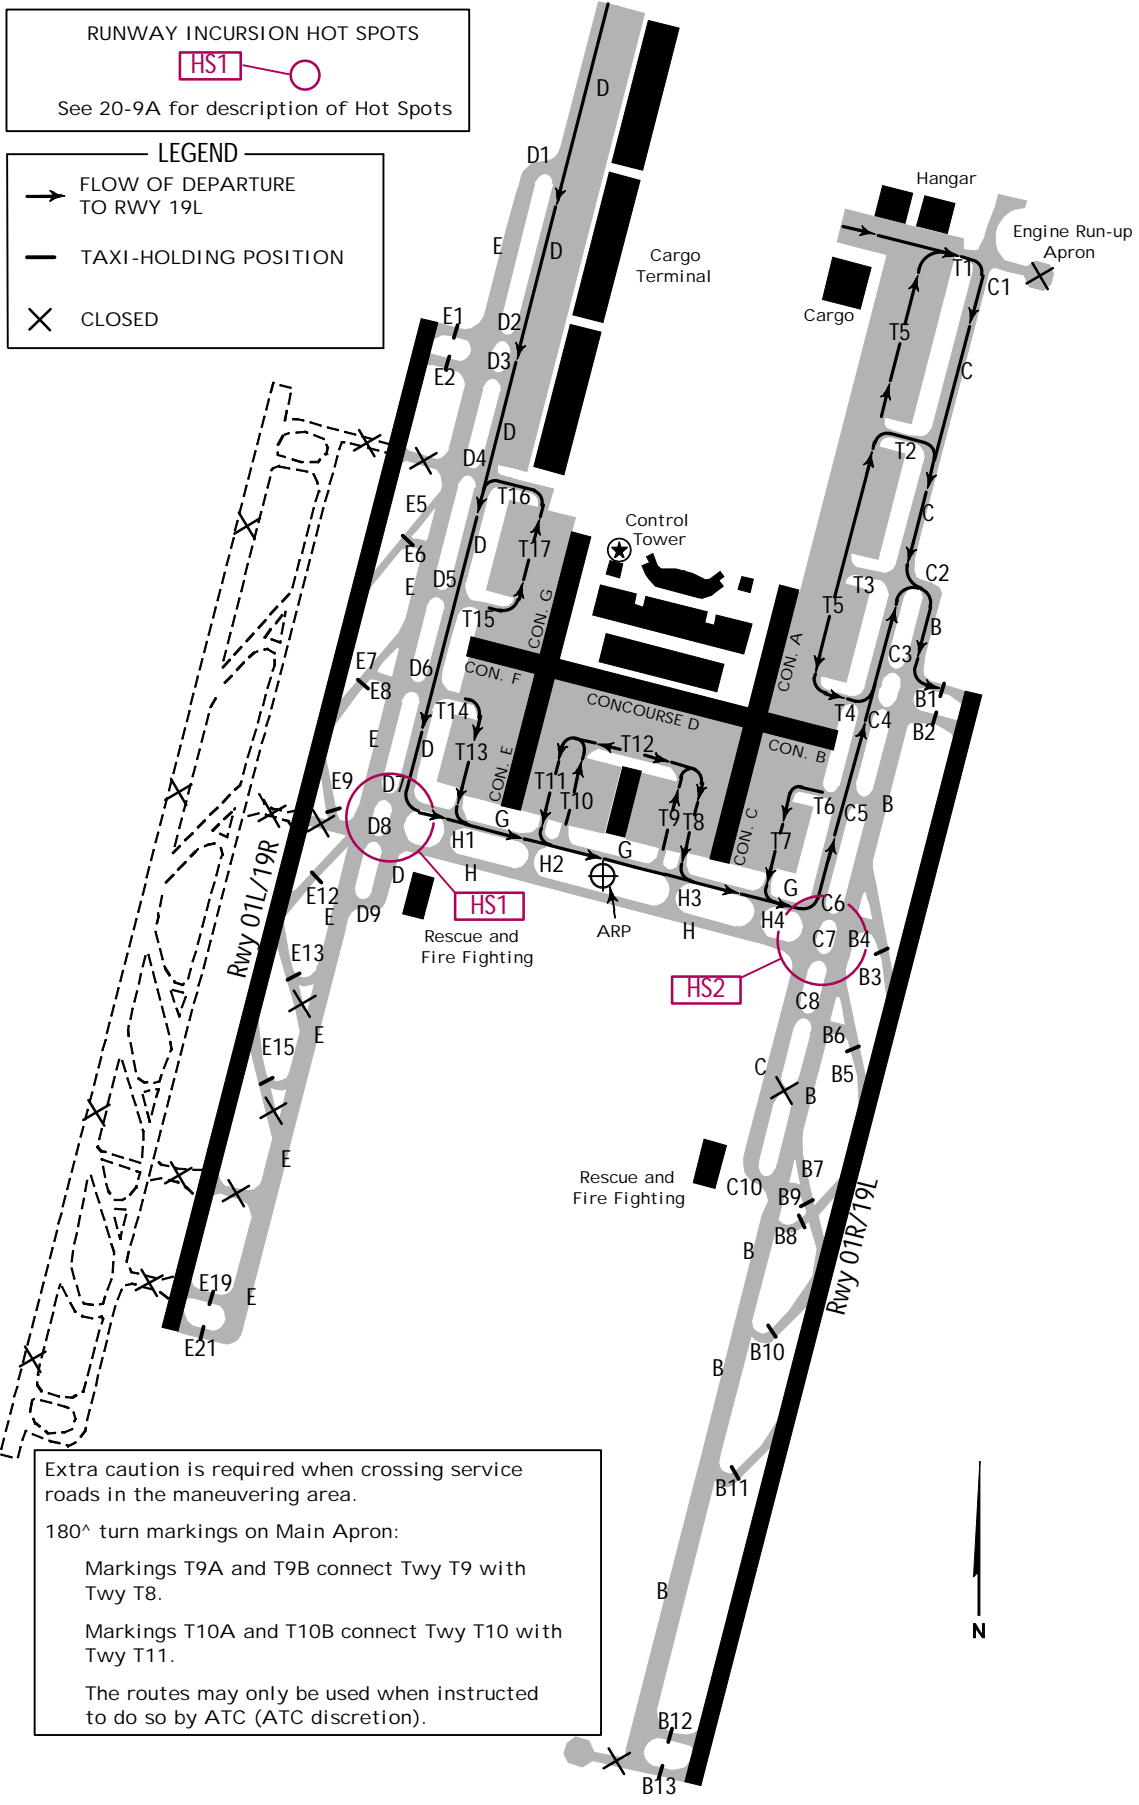 RUNWAY INCURSION HOT SPOTS
HS1
See 20-9A for description of Hot Spots
LEGEND
FLOW OF DEPARTURE
TO RWY 19L
TAXI-HOLDING POSITION
CLOSED
D
D1
Hangar
Engine Run-up
Apron
E
D
Cargo
Terminal
T1
C1
Cargo
E1
D2
T5
D3
E2
C
D
D4
T2
T16
E5
C
Control
Tower
D
T17
E6
D5
E
C2
T3
T5
CON. G
T15
B
CON. A
C3
E7
D6
CON. F
E8
B1
CONCOURSE D
T14
T4
C4
B2
E
D
T13
T12
CON. B
CON. E
T11
E9
D7
T10
B
T6
C5
D8
G
T9
T8
CON. C
H1
T7
G
H2
H
D
H3
G
E12
HS1
C6
E
D9
H4
ARP
H
C7
B4
Rescue and
Fire Fighting
E13
B3
HS2
Rwy 01L/19R
C8
E
B6
E15
C
B5
B
E
B7
Rescue and
Fire Fighting
C10
B9
B8
B
Rwy 01R/19L
E19
E
E21
B10
B
Extra caution is required when crossing service
roads in the maneuvering area.
B11
180^ turn markings on Main Apron:
Markings T9A and T9B connect Twy T9 with
Twy T8.
B
Markings T10A and T10B connect Twy T10 with
Twy T11.
N
The routes may only be used when instructed
to do so by ATC (ATC discretion).
B12
B13